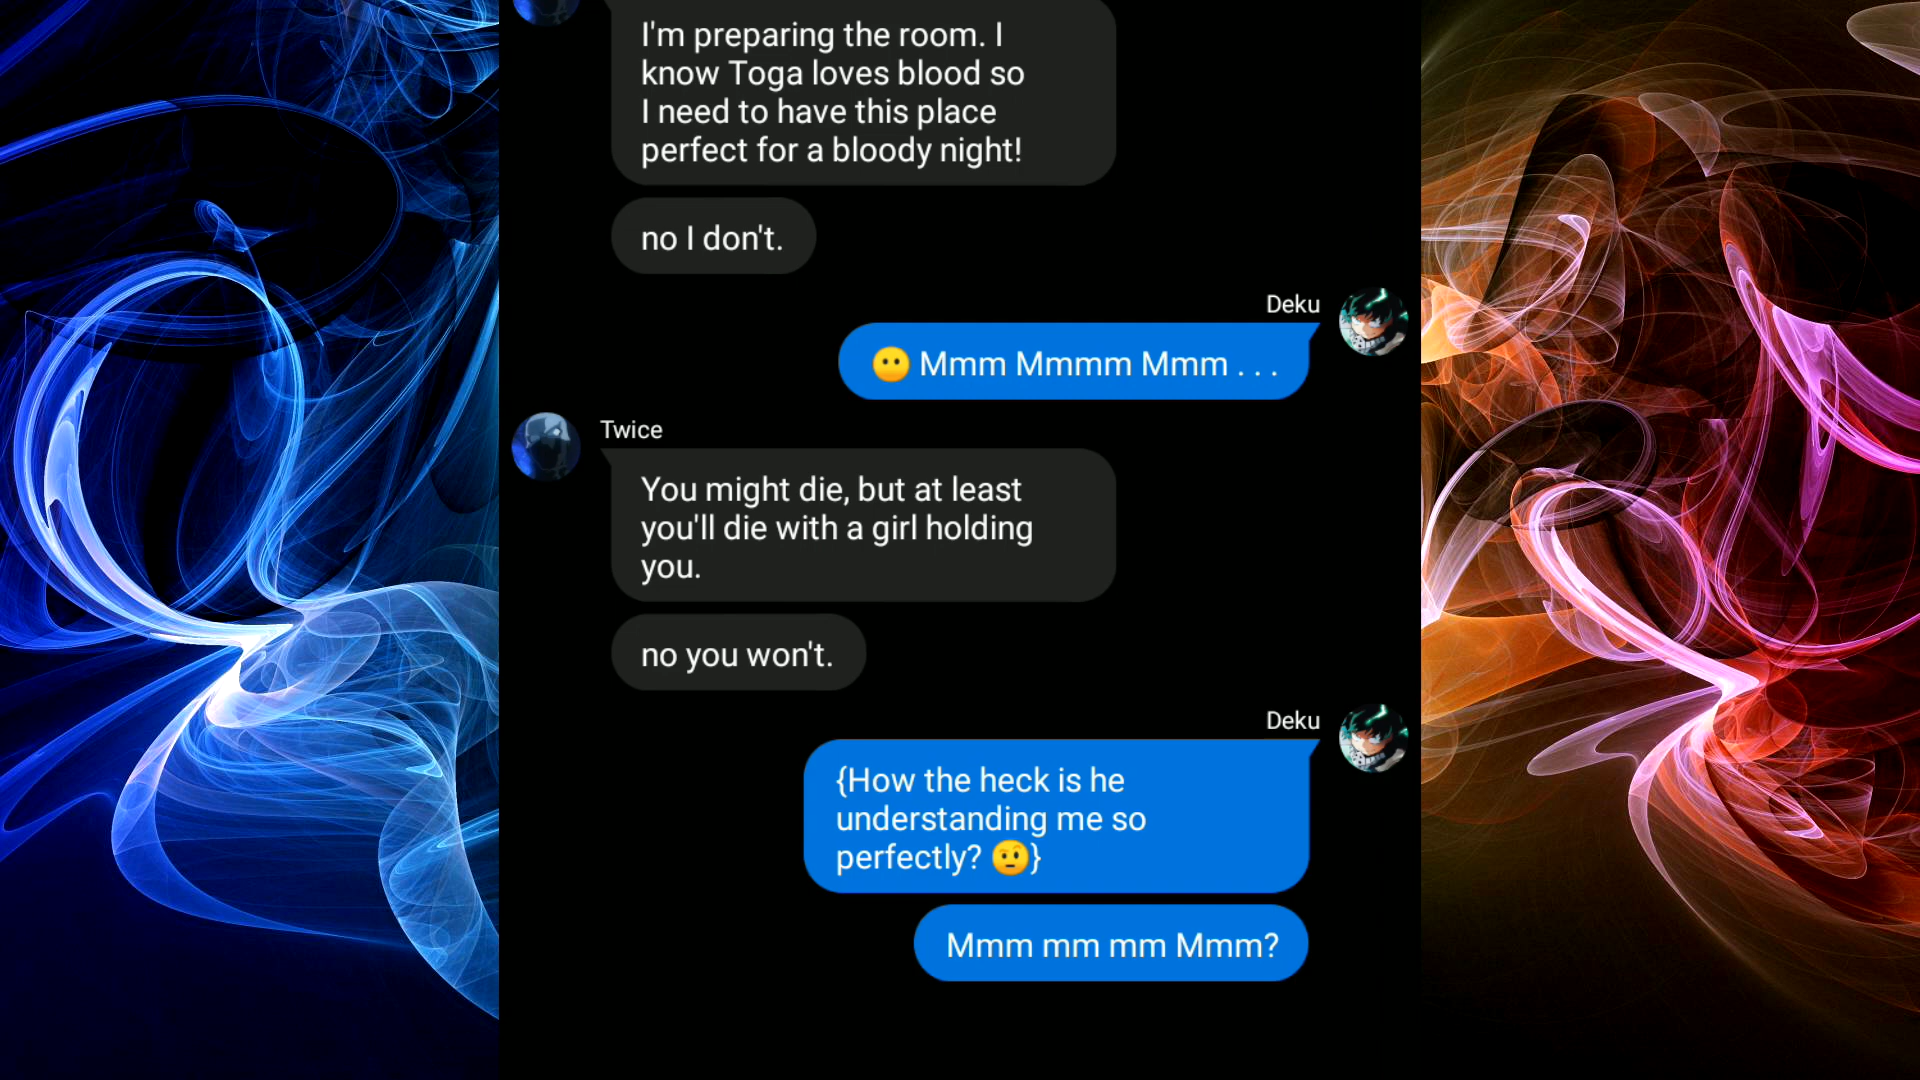 I'm preparing the room. I
know Toga loves blood so
I need to have this place
perfect for a bloody night!
no I don't.
Deku
😶 Mmm Mmmm Mmm . . .
Twice
You might die, but at least
you'll die with a girl holding
you.
no you won't.
Deku
{How the heck is he
understanding me so
perfectly? 🤨}
Mmm mm mm Mmm?